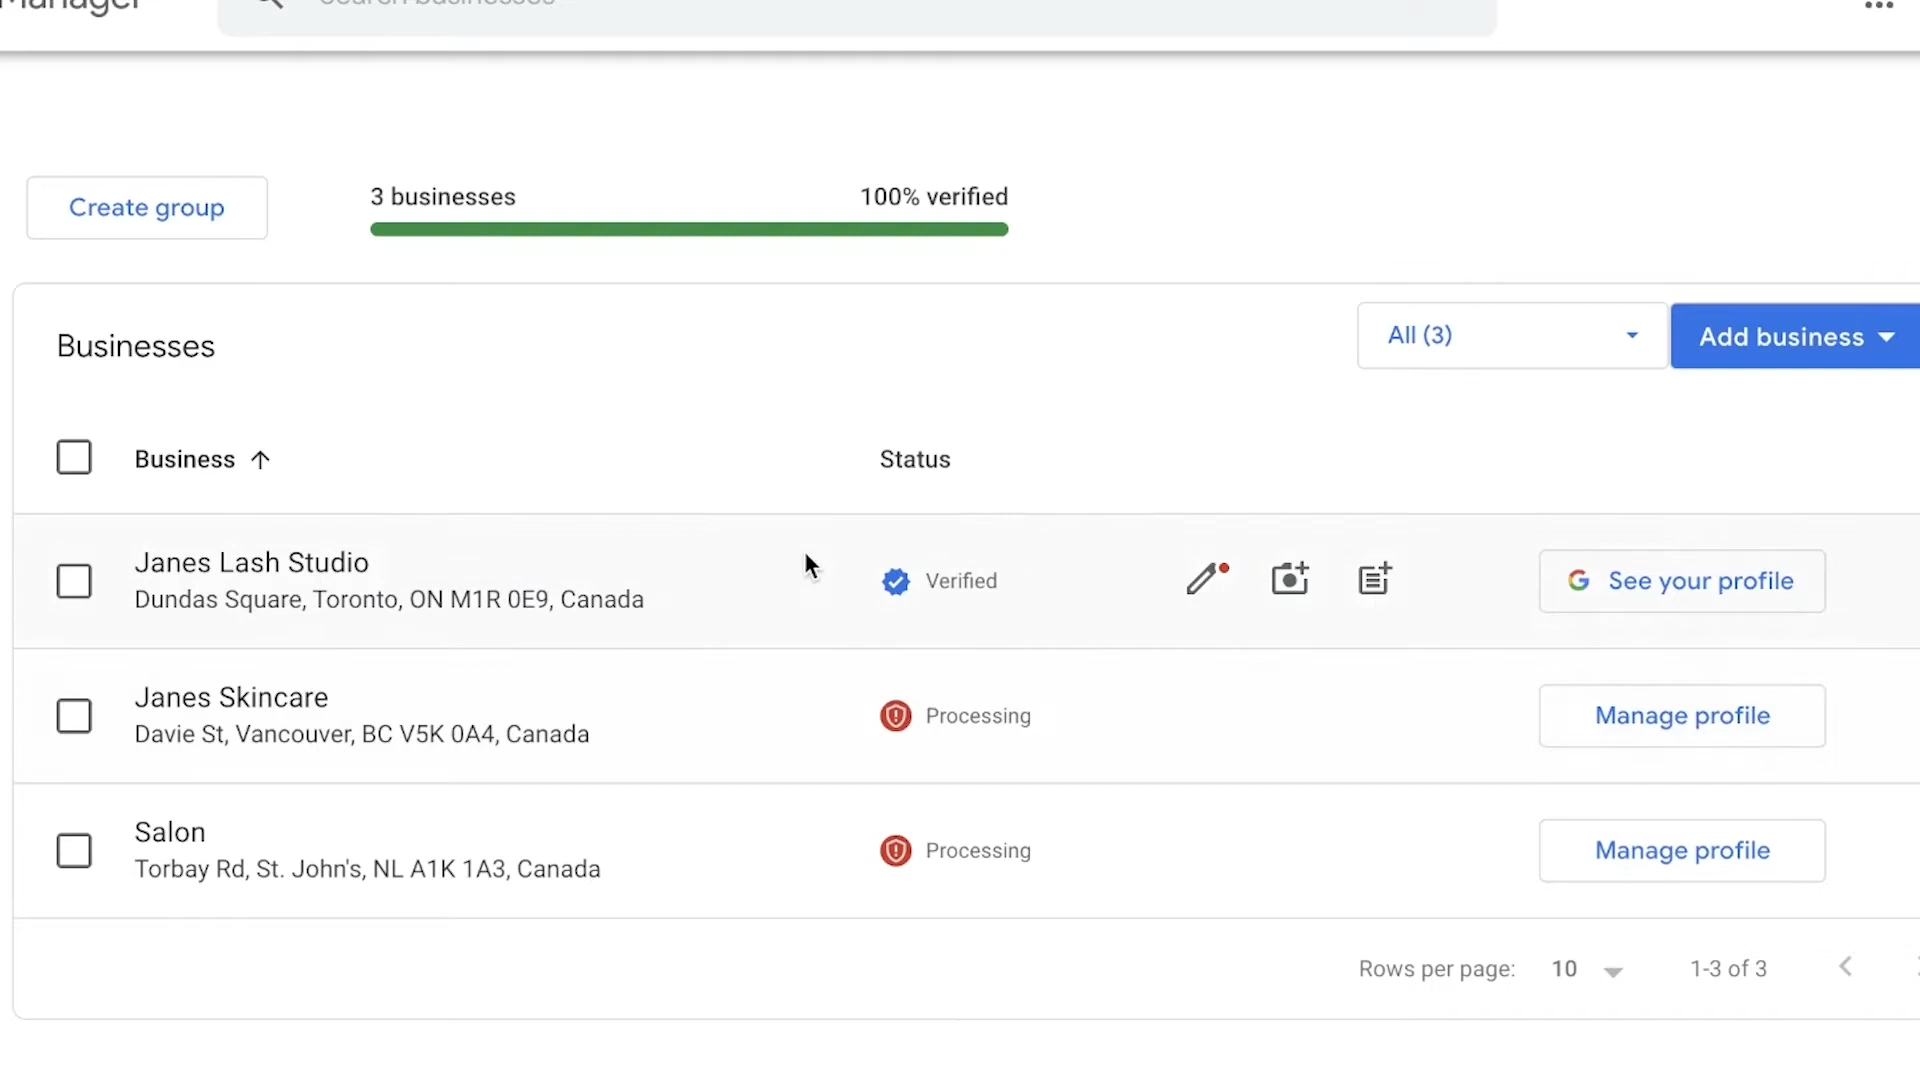 Manager
Search businesses
Create group
3 businesses
100% verified
Businesses
All (3)
Add business
Business
Status
Janes Lash Studio
Dundas Square, Toronto, ON M1R 0E9, Canada
Verified
See your profile
Janes Skincare
Davie St, Vancouver, BC V5K 0A4, Canada
Processing
Manage profile
Salon
Torbay Rd, St. John's, NL A1K 1A3, Canada
Processing
Manage profile
Rows per page:
10
1-3 of 3